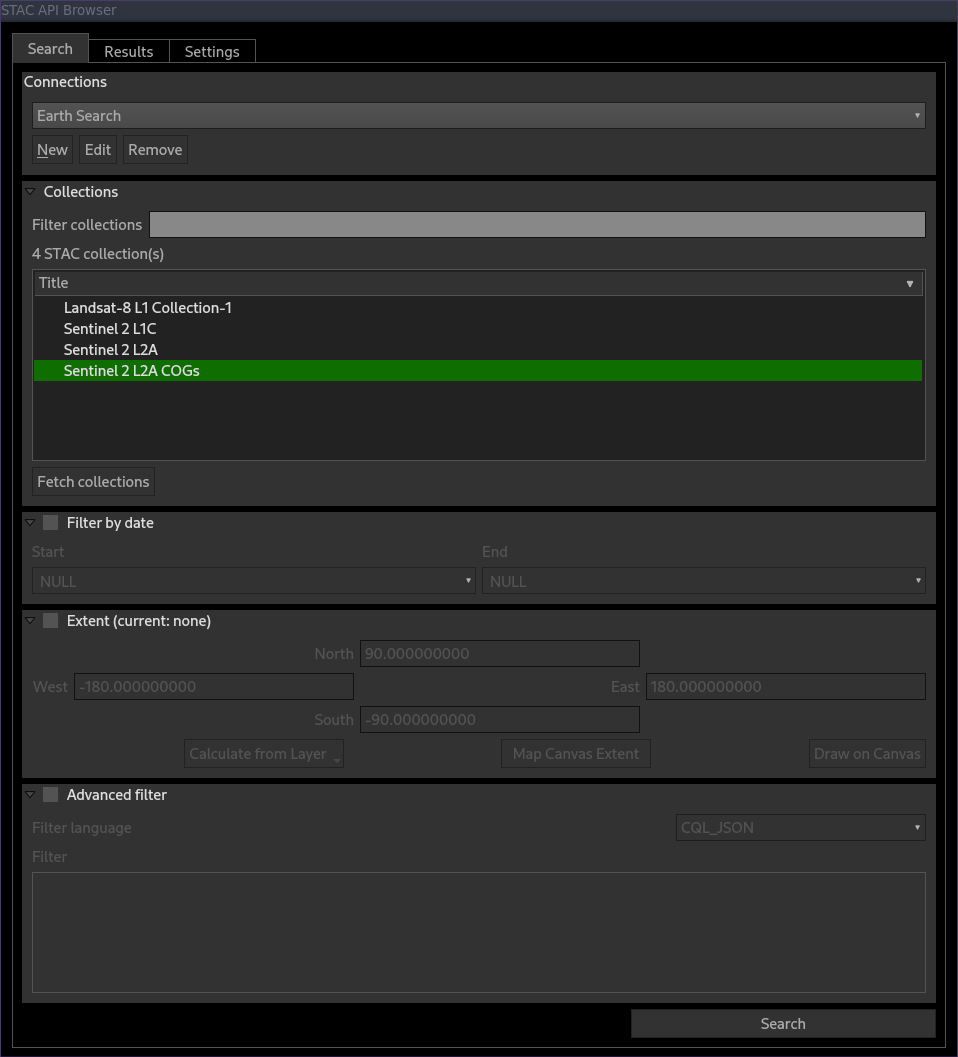 STAC API Browser
Search Results Settings
Connections
Earth Search
New Edit Remove
Collections
Filter collections
4 STAC collection(s)
Title
Landsat-8 L1 Collection-1
Sentinel 2 L1C
Sentinel 2 L2A
Sentinel 2 L2A COGs
Fetch collections
Filter by date
Start End
NULL NULL
Extent (current: none)
North 90.000000000
West -180.000000000 East 180.000000000
South -90.000000000
Calculate from Layer Map Canvas Extent Draw on Canvas
Advanced filter
Filter language CQL_JSON
Filter
Search